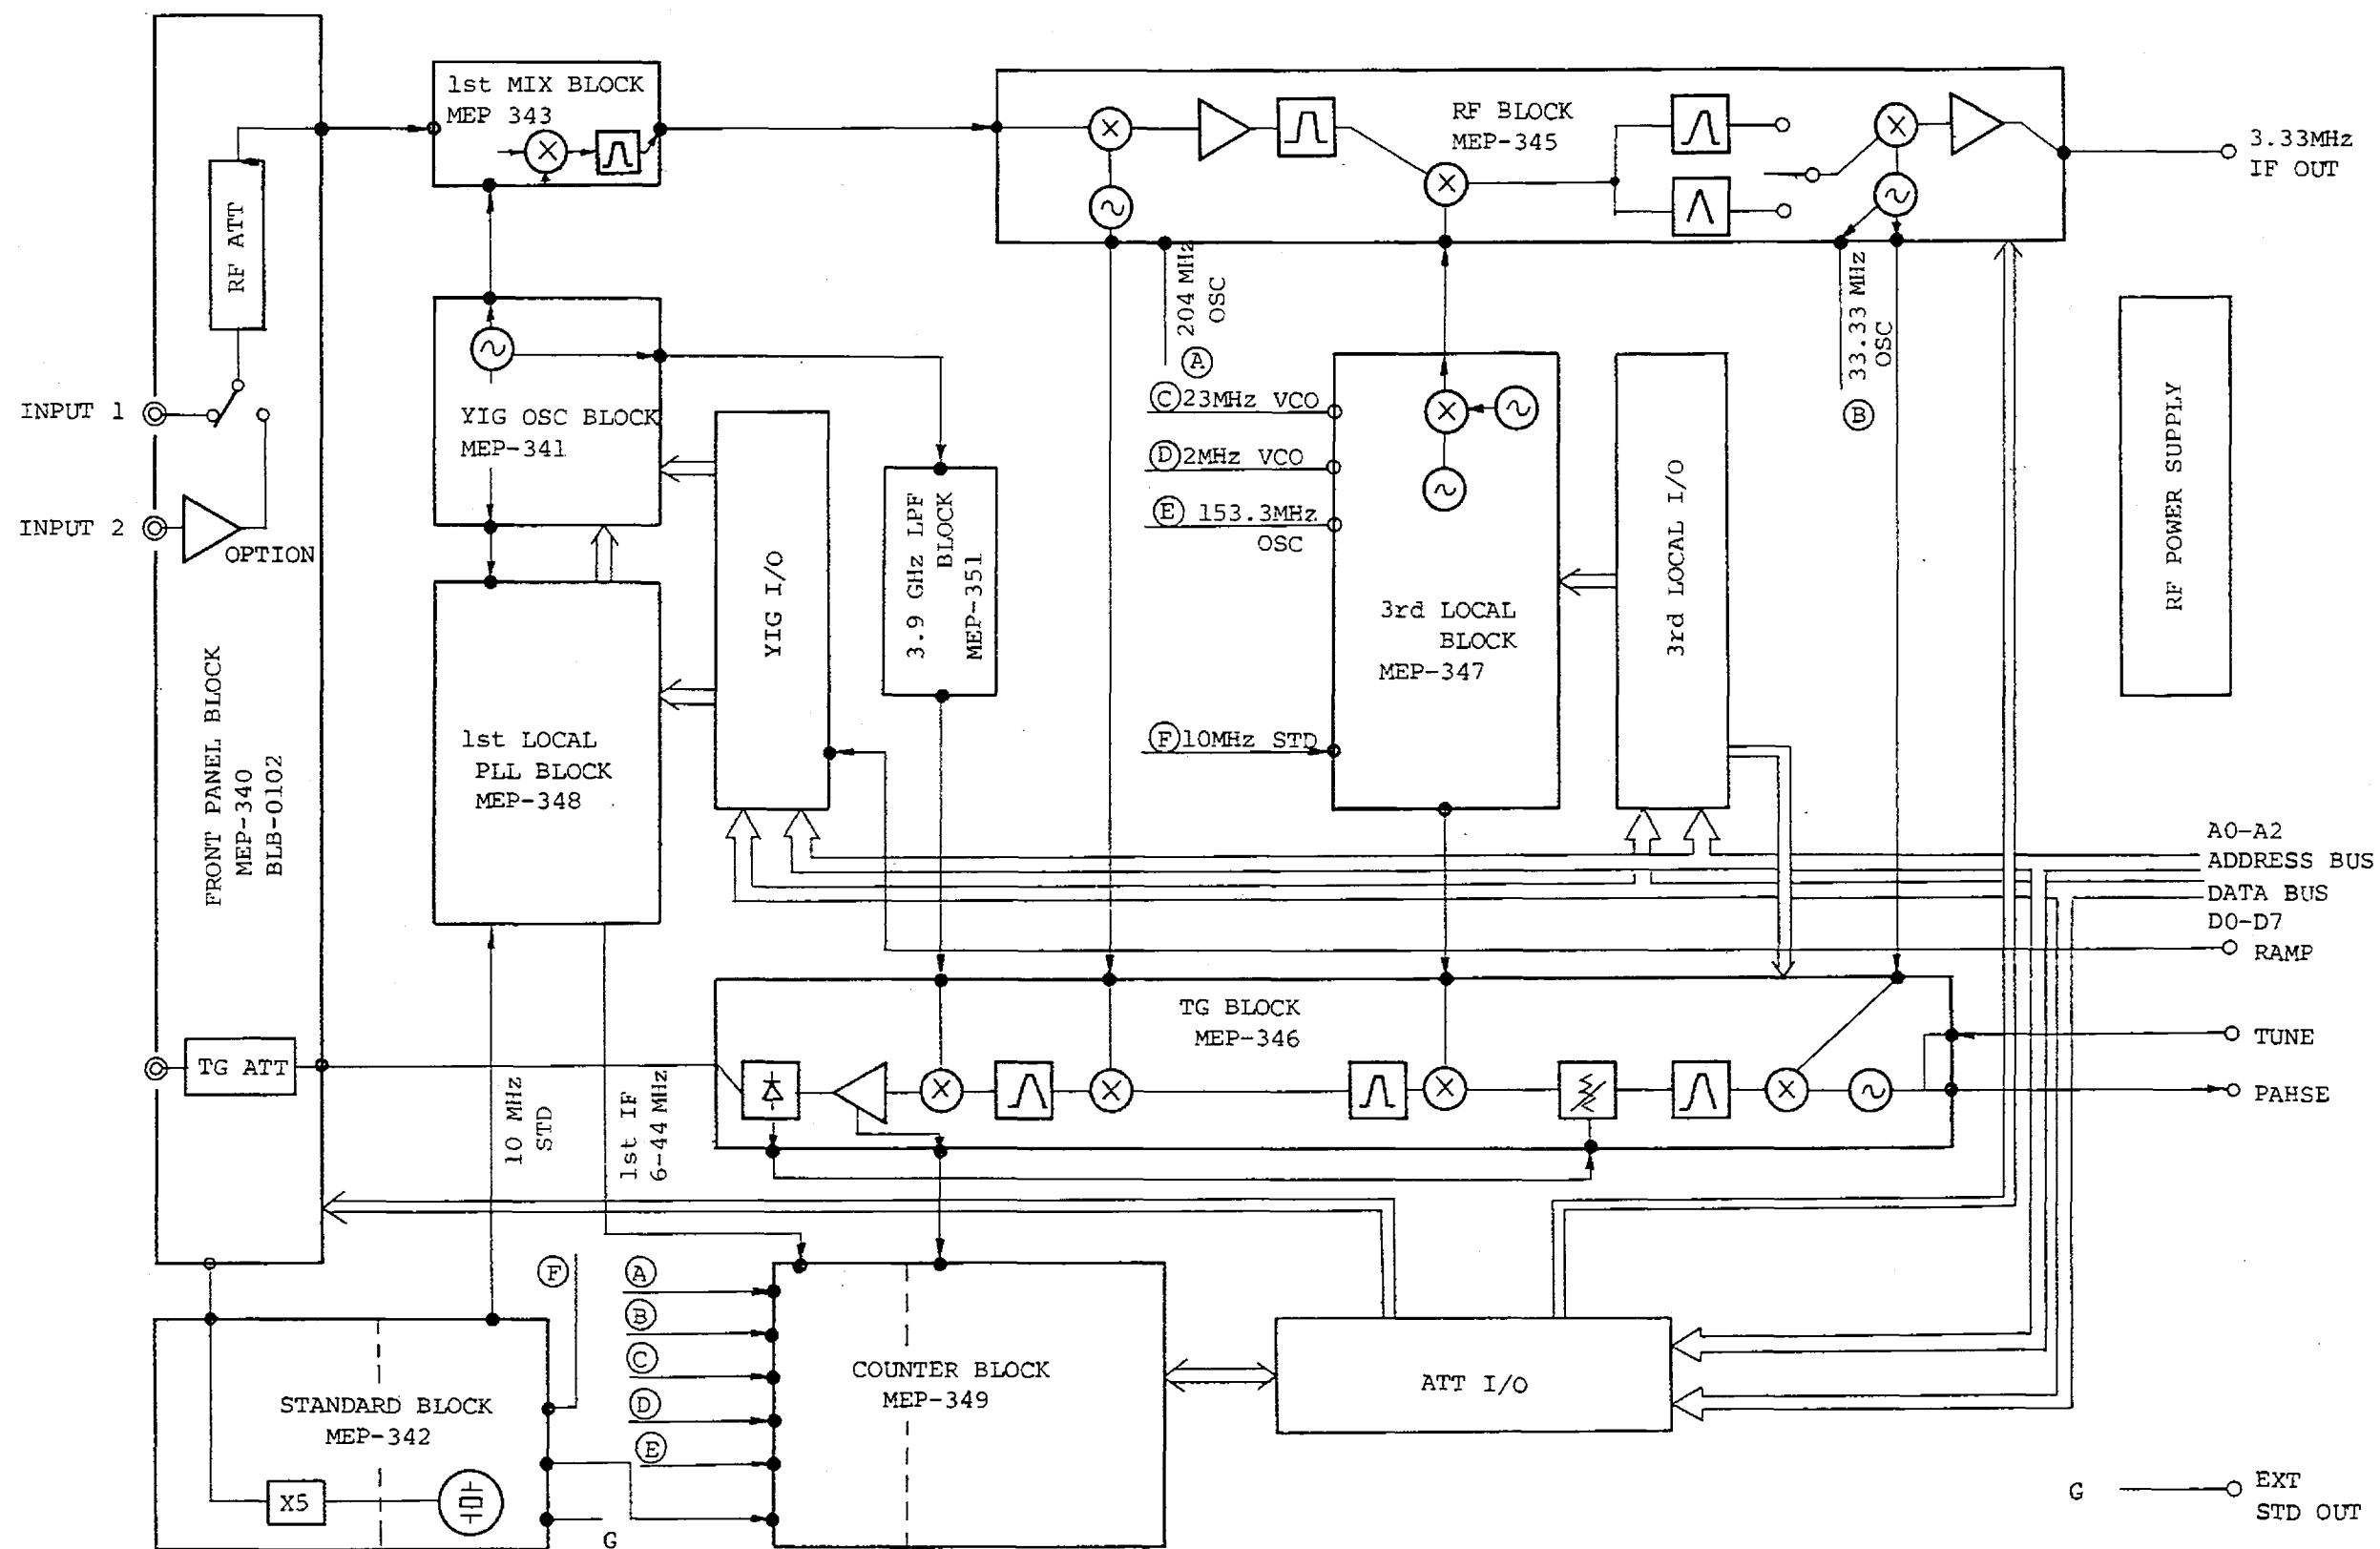 1st MIX BLOCK
MEP 343
RF BLOCK
MEP-345
3.33MHz
IF OUT
RF ATT
204 MHz
OSC
A
33.33 MHz
OSC
B
INPUT 1
INPUT 2
OPTION
YIG OSC BLOCK
MEP-341
YIG I/O
3.9 GHz LPF
BLOCK
MEP-351
C 23MHz VCO
D 2MHz VCO
E 153.3MHz
OSC
F 10MHz STD
3rd LOCAL
BLOCK
MEP-347
3rd LOCAL I/O
RF POWER SUPPLY
FRONT PANEL BLOCK
MEP-340
BLB-0102
1st LOCAL
PLL BLOCK
MEP-348
A0-A2
ADDRESS BUS
DATA BUS
D0-D7
RAMP
TG BLOCK
MEP-346
TUNE
PAHSE
TG ATT
10 MHz
STD
1st IF
6-44 MHz
F
A
B
C
D
E
STANDARD BLOCK
MEP-342
X5
G
COUNTER BLOCK
MEP-349
ATT I/O
G
EXT
STD OUT